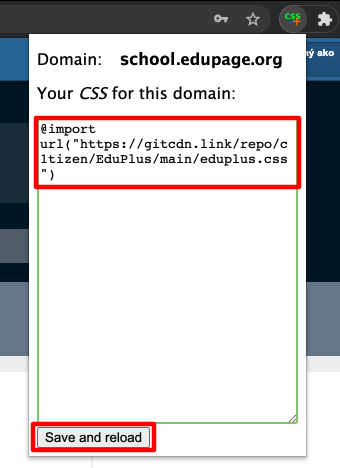 CSS
ný ako
Domain: school.edupage.org
Your CSS for this domain:
@import
url("https://gitcdn.link/repo/c
1tizen/EduPlus/main/eduplus.css
")
Save and reload